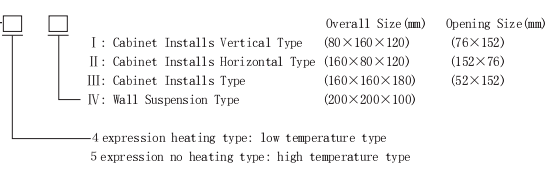 Overall Size(mm) Opening Size(mm)
Ⅰ: Cabinet Installs Vertical Type (80×160×120) (76×152)
Ⅱ: Cabinet Installs Horizontal Type (160×80×120) (152×76)
Ⅲ: Cabinet Installs Type (160×160×180) (52×152)
Ⅳ: Wall Suspension Type (200×200×100)
4 expression heating type: low temperature type
5 expression no heating type: high temperature type